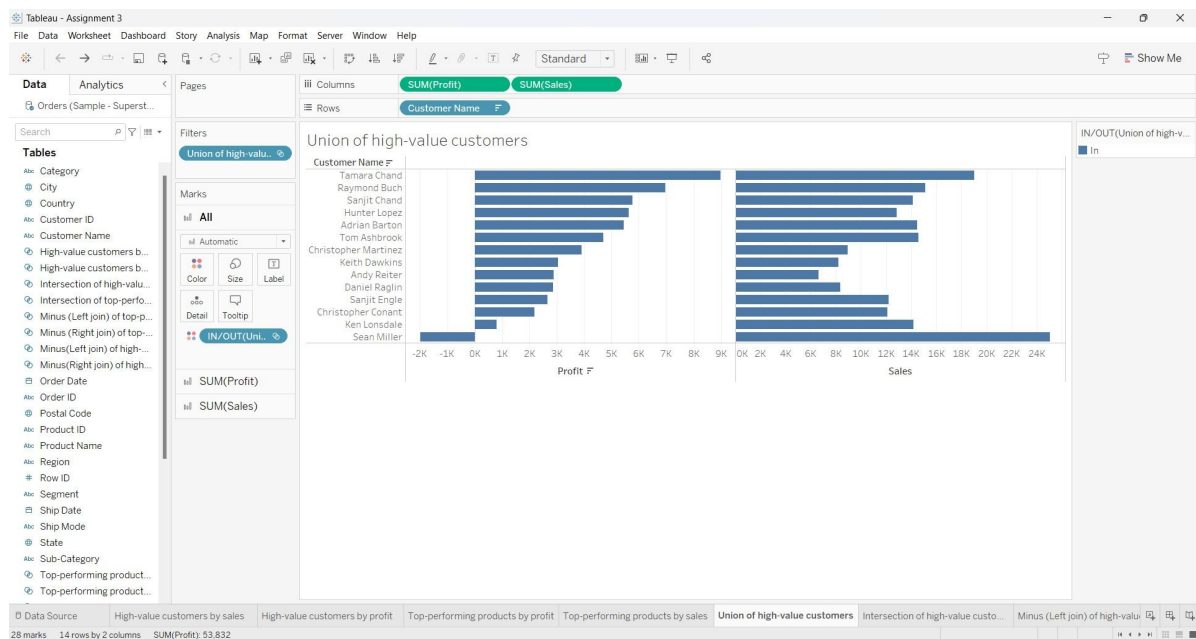 Tableau - Assignment 3
File Data Worksheet Dashboard Story Analysis Map Format Server Window Help
Standard
Show Me
Data
Analytics
Orders (Sample - Superst...
Search
Tables
Abc Category
City
Country
Abc Customer ID
Abc Customer Name
High-value customers b...
High-value customers b...
Intersection of high-valu...
Intersection of top-perfo...
Minus (Left join) of top-p...
Minus (Right join) of top-...
Minus(Left join) of high-...
Minus(Right join) of high...
Order Date
Abc Order ID
Postal Code
Abc Product ID
Abc Product Name
Abc Region
# Row ID
Abc Segment
Ship Date
Abc Ship Mode
State
Abc Sub-Category
Top-performing product...
Top-performing product...
Pages
Filters
Union of high-valu..
Marks
All
Automatic
Color Size Label
Detail Tooltip
IN/OUT(Uni..
SUM(Profit)
SUM(Sales)
Columns SUM(Profit) SUM(Sales)
Rows Customer Name
Union of high-value customers
Customer Name
Tamara Chand
Raymond Buch
Sanjit Chand
Hunter Lopez
Adrian Barton
Tom Ashbrook
Christopher Martinez
Keith Dawkins
Andy Reiter
Daniel Raglin
Sanjit Engle
Christopher Conant
Ken Lonsdale
Sean Miller
-2K -1K 0K 1K 2K 3K 4K 5K 6K 7K 8K 9K 0K 2K 4K 6K 8K 10K 12K 14K 16K 18K 20K 22K 24K
Profit Sales
IN/OUT(Union of high-v...
In
Data Source High-value customers by sales High-value customers by profit Top-performing products by profit Top-performing products by sales Union of high-value customers Intersection of high-value custo... Minus (Left join) of high-valu
28 marks 14 rows by 2 columns SUM(Profit): 53,832